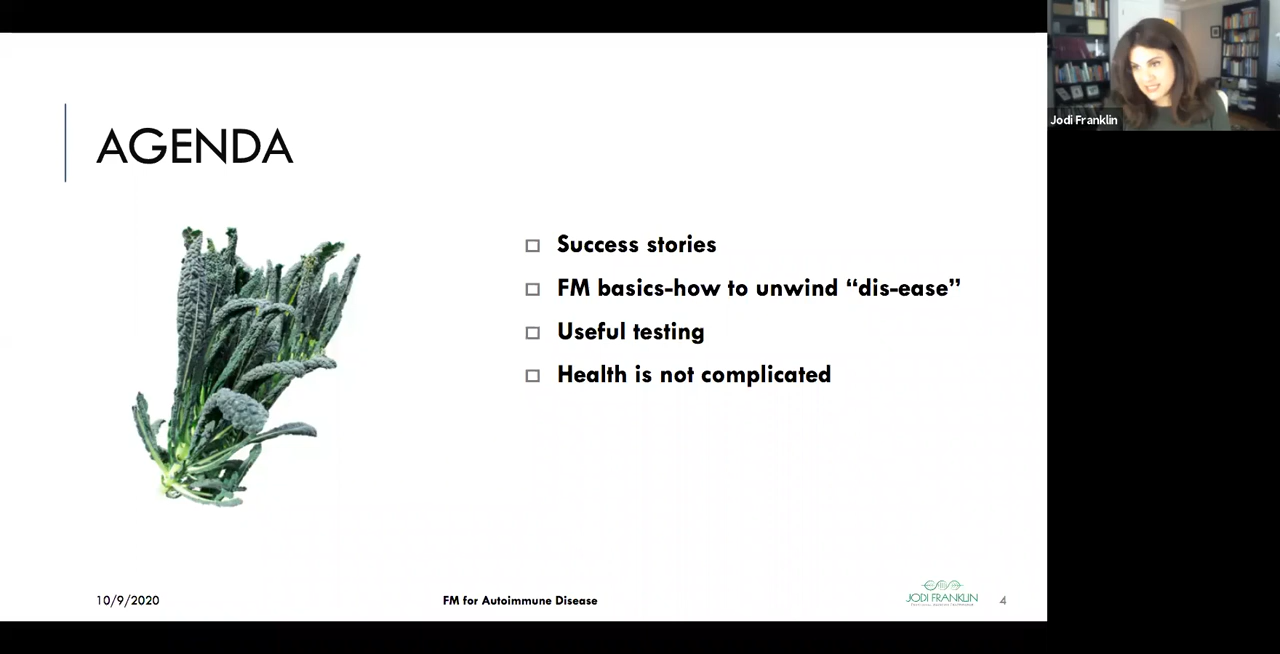 Jodi Franklin
AGENDA
Success stories
FM basics-how to unwind “dis-ease”
Useful testing
Health is not complicated
10/9/2020
FM for Autoimmune Disease
JODI FRANKLIN
4